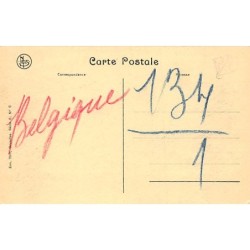 Carte Postale
Correspondance
Adresse
Belgique
134
1